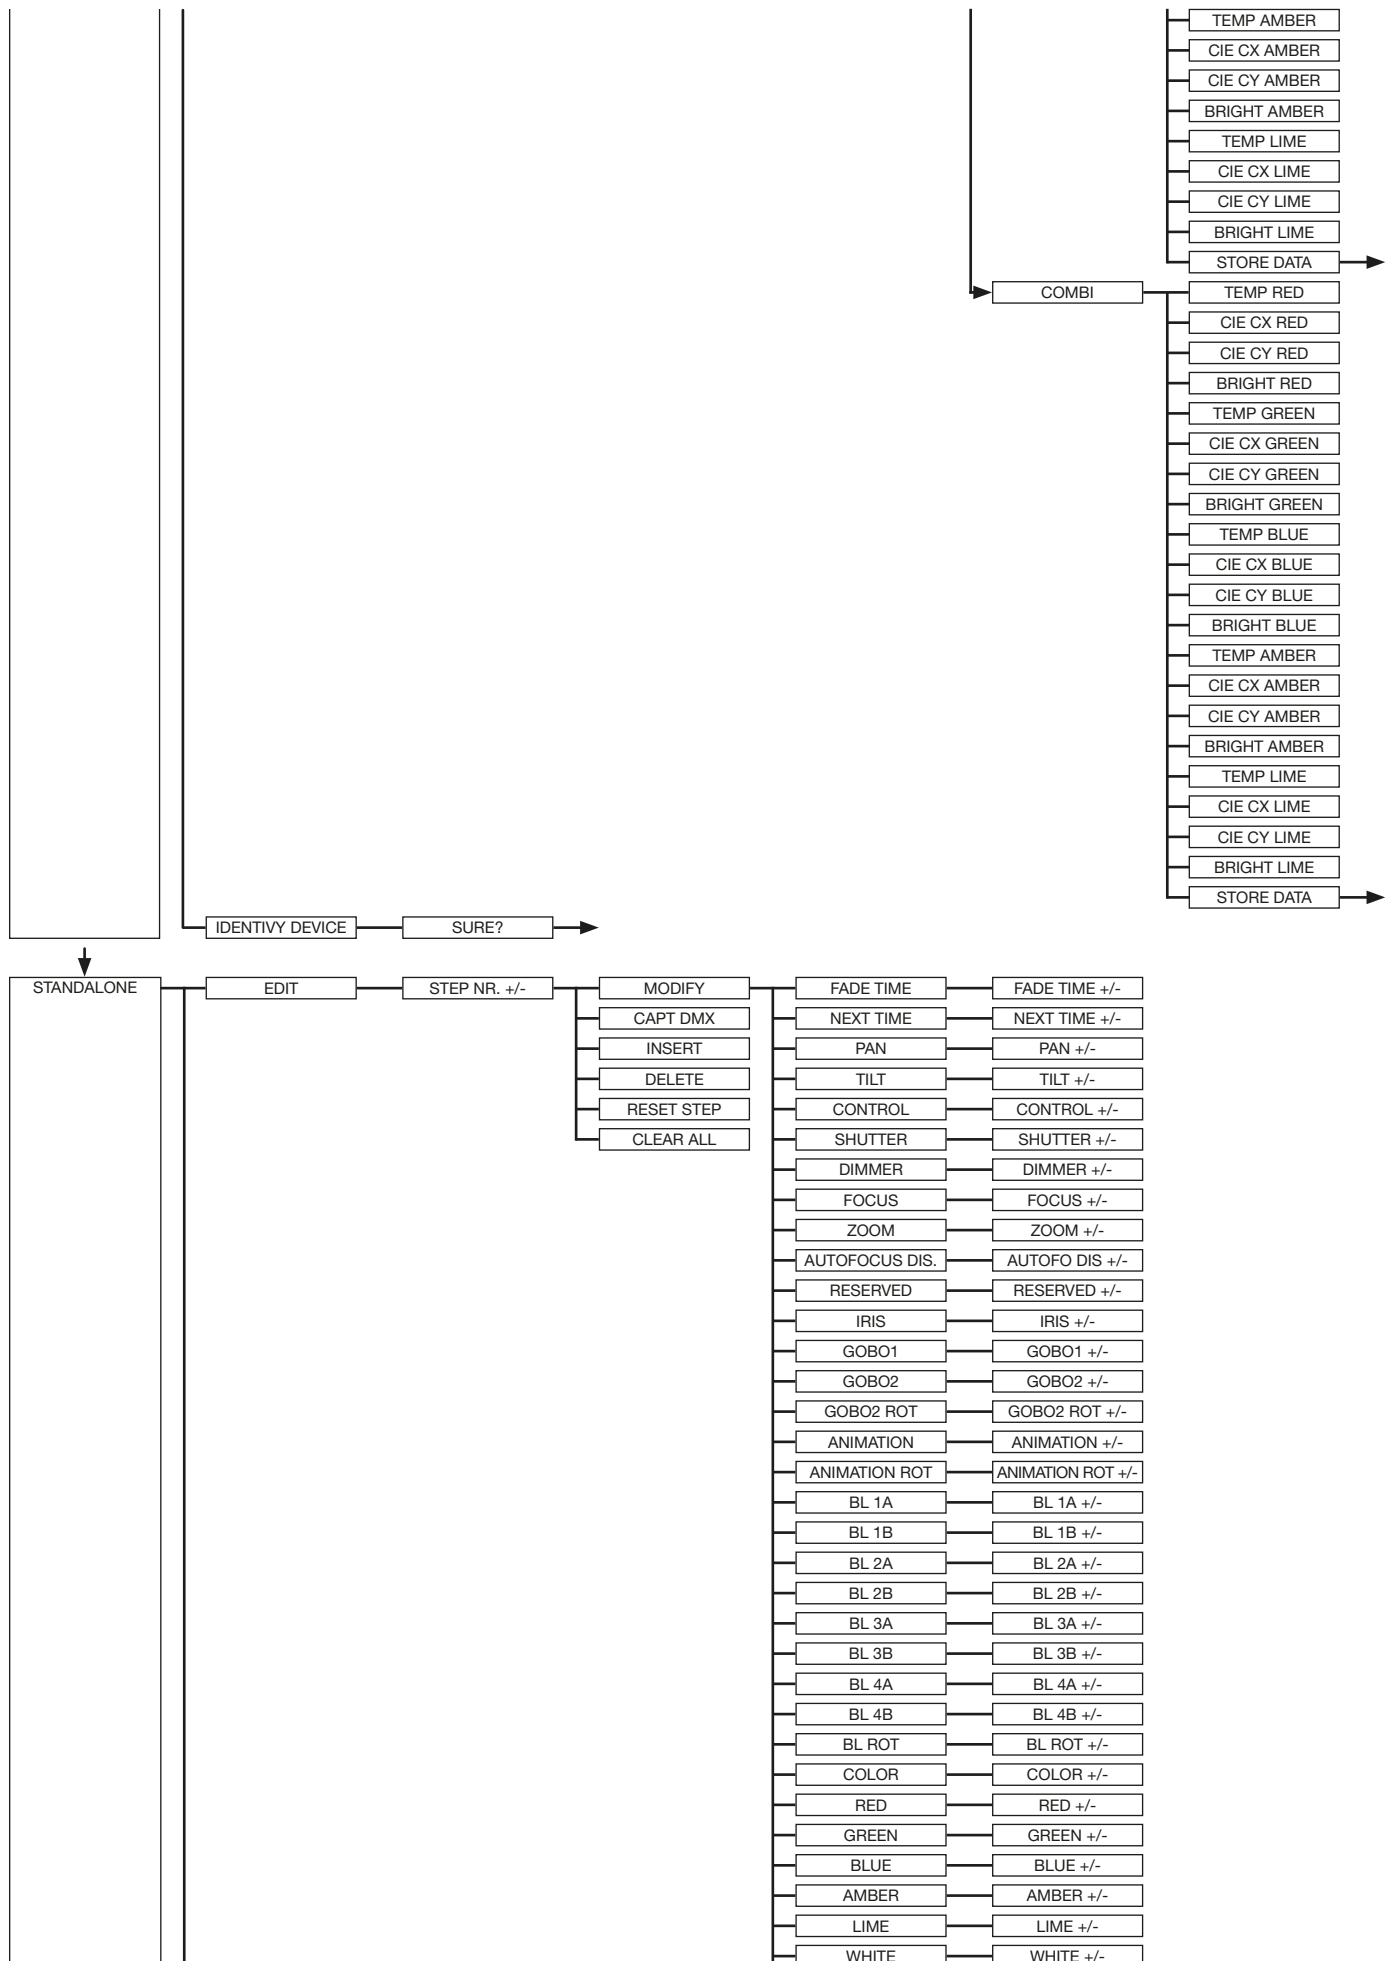 TEMP AMBER
CIE CX AMBER
CIE CY AMBER
BRIGHT AMBER
TEMP LIME
CIE CX LIME
CIE CY LIME
BRIGHT LIME
STORE DATA
COMBI TEMP RED
CIE CX RED
CIE CY RED
BRIGHT RED
TEMP GREEN
CIE CX GREEN
CIE CY GREEN
BRIGHT GREEN
TEMP BLUE
CIE CX BLUE
CIE CY BLUE
BRIGHT BLUE
TEMP AMBER
CIE CX AMBER
CIE CY AMBER
BRIGHT AMBER
TEMP LIME
CIE CX LIME
CIE CY LIME
BRIGHT LIME
STORE DATA
IDENTIVY DEVICE SURE?
STANDALONE EDIT STEP NR. +/- MODIFY FADE TIME FADE TIME +/-
CAPT DMX NEXT TIME NEXT TIME +/-
INSERT PAN PAN +/-
DELETE TILT TILT +/-
RESET STEP CONTROL CONTROL +/-
CLEAR ALL SHUTTER SHUTTER +/-
DIMMER DIMMER +/-
FOCUS FOCUS +/-
ZOOM ZOOM +/-
AUTOFOCUS DIS. AUTOFO DIS +/-
RESERVED RESERVED +/-
IRIS IRIS +/-
GOBO1 GOBO1 +/-
GOBO2 GOBO2 +/-
GOBO2 ROT GOBO2 ROT +/-
ANIMATION ANIMATION +/-
ANIMATION ROT ANIMATION ROT +/-
BL 1A BL 1A +/-
BL 1B BL 1B +/-
BL 2A BL 2A +/-
BL 2B BL 2B +/-
BL 3A BL 3A +/-
BL 3B BL 3B +/-
BL 4A BL 4A +/-
BL 4B BL 4B +/-
BL ROT BL ROT +/-
COLOR COLOR +/-
RED RED +/-
GREEN GREEN +/-
BLUE BLUE +/-
AMBER AMBER +/-
LIME LIME +/-
WHITE WHITE +/-